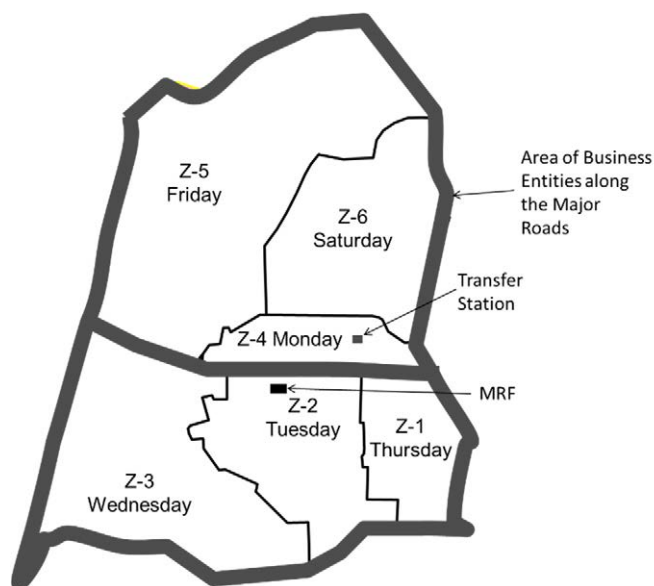 Z-5
Friday
Z-6
Saturday
Area of Business
Entities along
the Major
Roads
Transfer
Station
Z-4 Monday
MRF
Z-2
Tuesday
Z-1
Thursday
Z-3
Wednesday